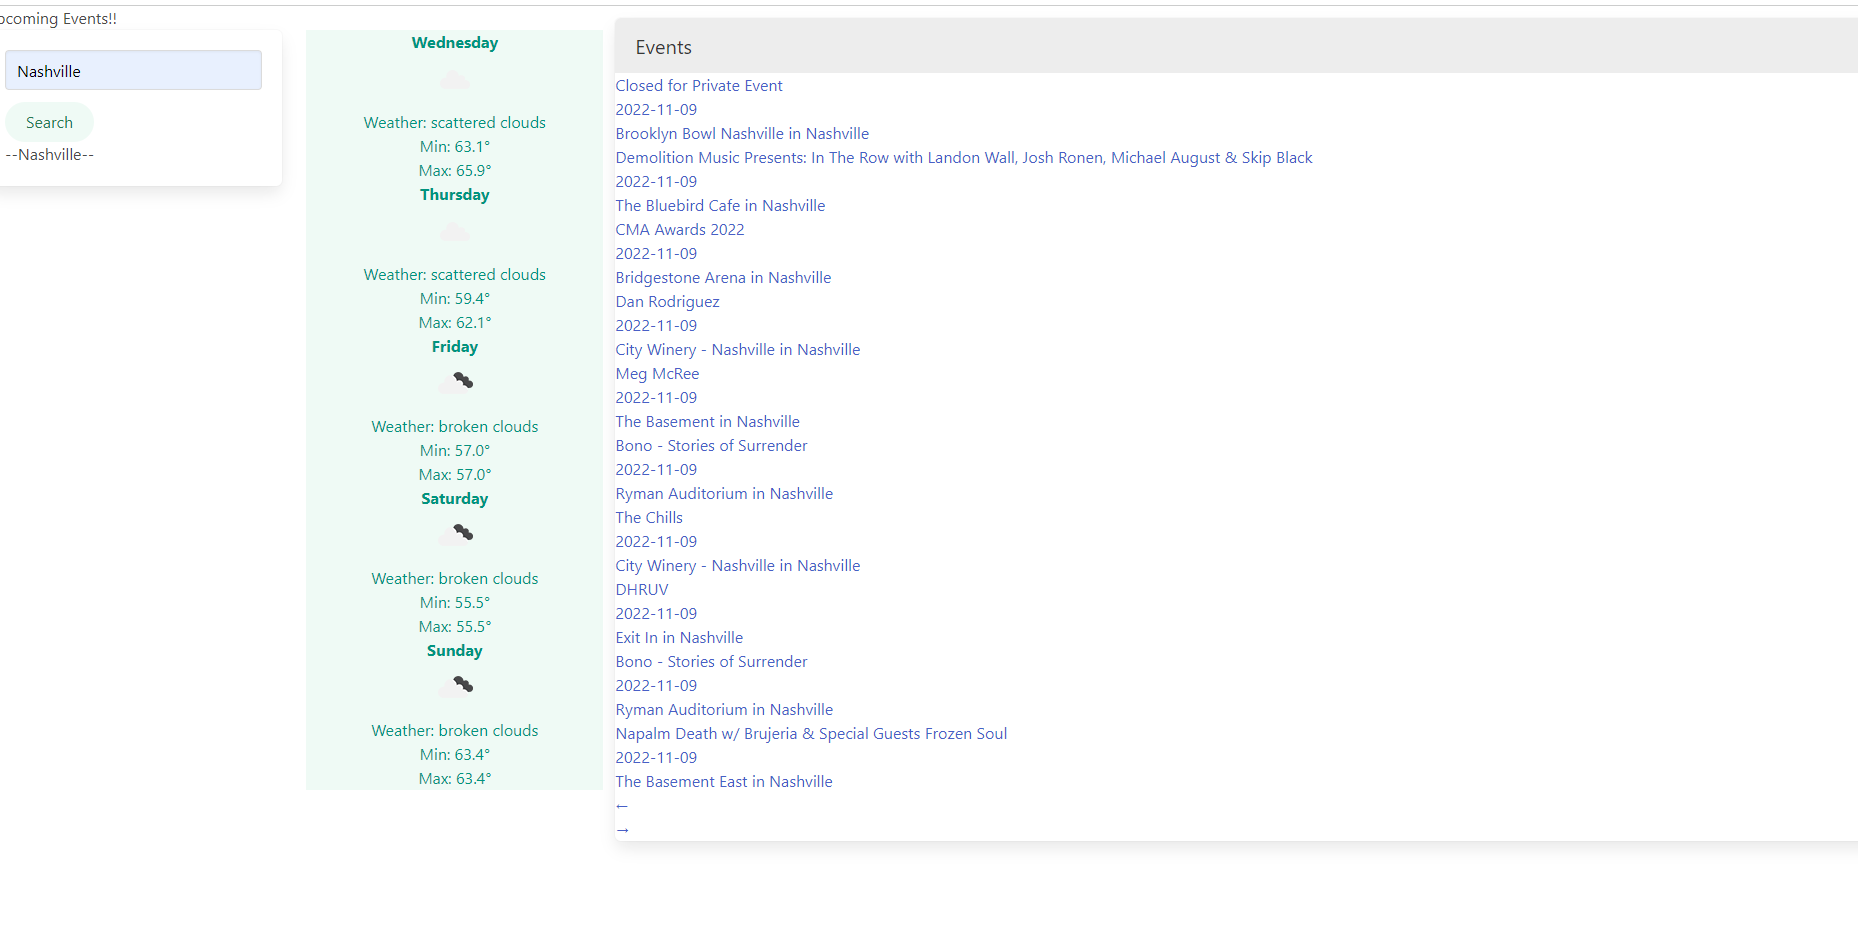 pcoming Events!!
Nashville
Search
--Nashville--
Wednesday
Weather: scattered clouds
Min: 63.1°
Max: 65.9°
Thursday
Weather: scattered clouds
Min: 59.4°
Max: 62.1°
Friday
Weather: broken clouds
Min: 57.0°
Max: 57.0°
Saturday
Weather: broken clouds
Min: 55.5°
Max: 55.5°
Sunday
Weather: broken clouds
Min: 63.4°
Max: 63.4°
Events
Closed for Private Event
2022-11-09
Brooklyn Bowl Nashville in Nashville
Demolition Music Presents: In The Row with Landon Wall, Josh Ronen, Michael August & Skip Black
2022-11-09
The Bluebird Cafe in Nashville
CMA Awards 2022
2022-11-09
Bridgestone Arena in Nashville
Dan Rodriguez
2022-11-09
City Winery - Nashville in Nashville
Meg McRee
2022-11-09
The Basement in Nashville
Bono - Stories of Surrender
2022-11-09
Ryman Auditorium in Nashville
The Chills
2022-11-09
City Winery - Nashville in Nashville
DHRUV
2022-11-09
Exit In in Nashville
Bono - Stories of Surrender
2022-11-09
Ryman Auditorium in Nashville
Napalm Death w/ Brujeria & Special Guests Frozen Soul
2022-11-09
The Basement East in Nashville
←
→